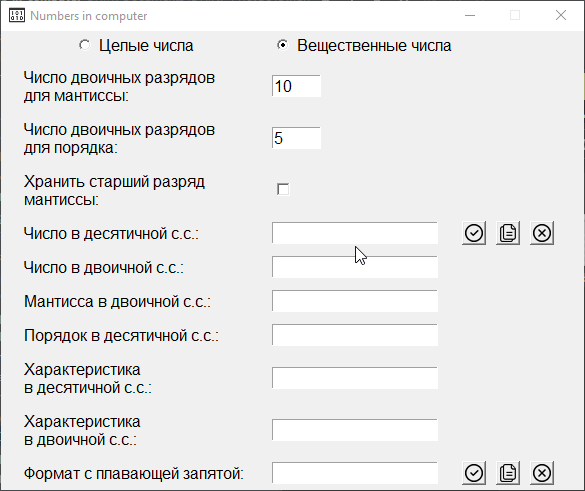 Numbers in computer
Целые числа Вещественные числа
Число двоичных разрядов
для мантиссы: 10
Число двоичных разрядов
для порядка: 5
Хранить старший разряд
мантиссы:
Число в десятичной с.с.:
Число в двоичной с.с.:
Мантисса в двоичной с.с.:
Порядок в десятичной с.с.:
Характеристика
в десятичной с.с.:
Характеристика
в двоичной с.с.:
Формат с плавающей запятой: